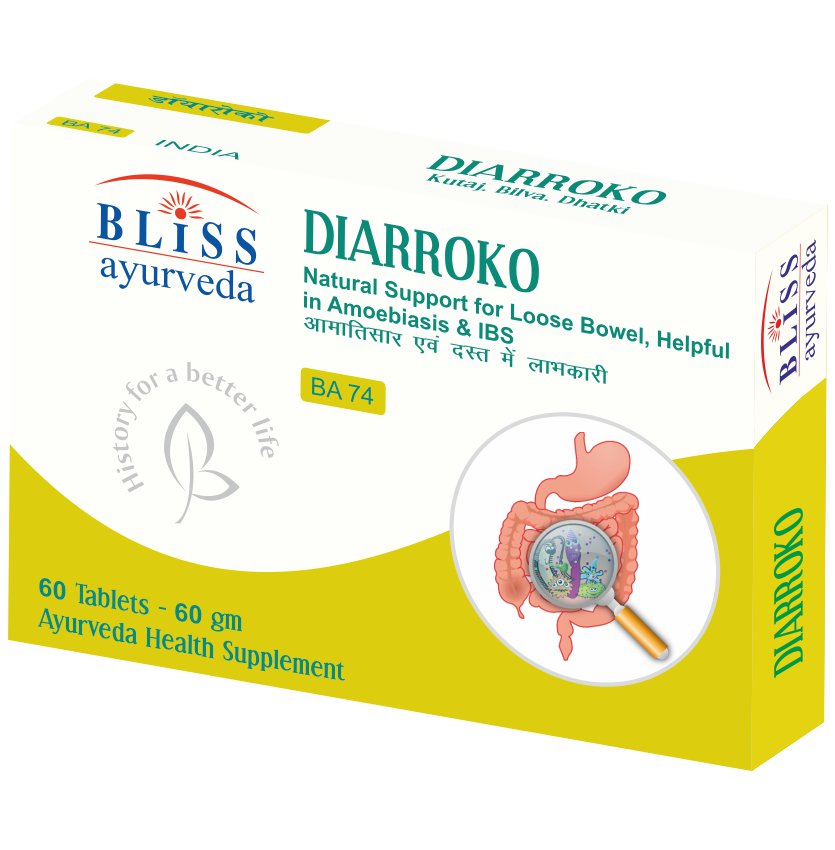 डायारोको
BA 74
INDIA
DIARROKO
Kutaj, Bilva, Dhatki
BLiSS
ayurveda
DIARROKO
Natural Support for Loose Bowel, Helpful
in Amoebiasis & IBS
आमातिसार एवं दस्त में लाभकारी
BA 74
History for a better life
60 Tablets - 60 gm
Ayurveda Health Supplement
BLiSS
ayurveda
DIARROKO